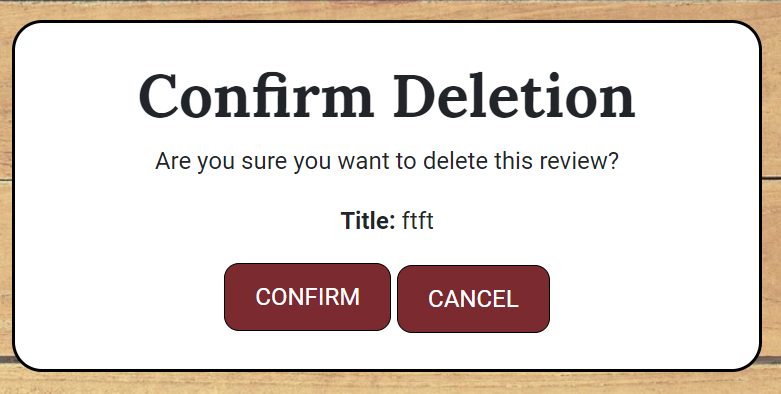 Confirm Deletion
Are you sure you want to delete this review?
Title: ftft
CONFIRM CANCEL